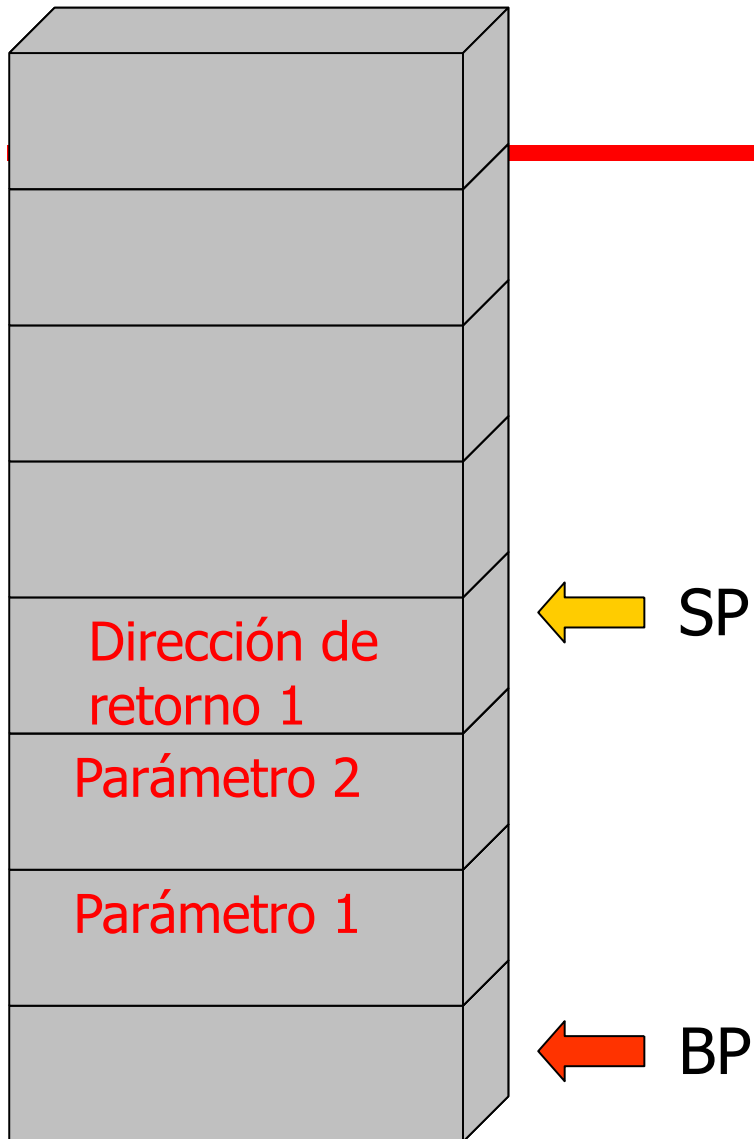 Dirección de
retorno 1
SP
Parámetro 2
Parámetro 1
BP